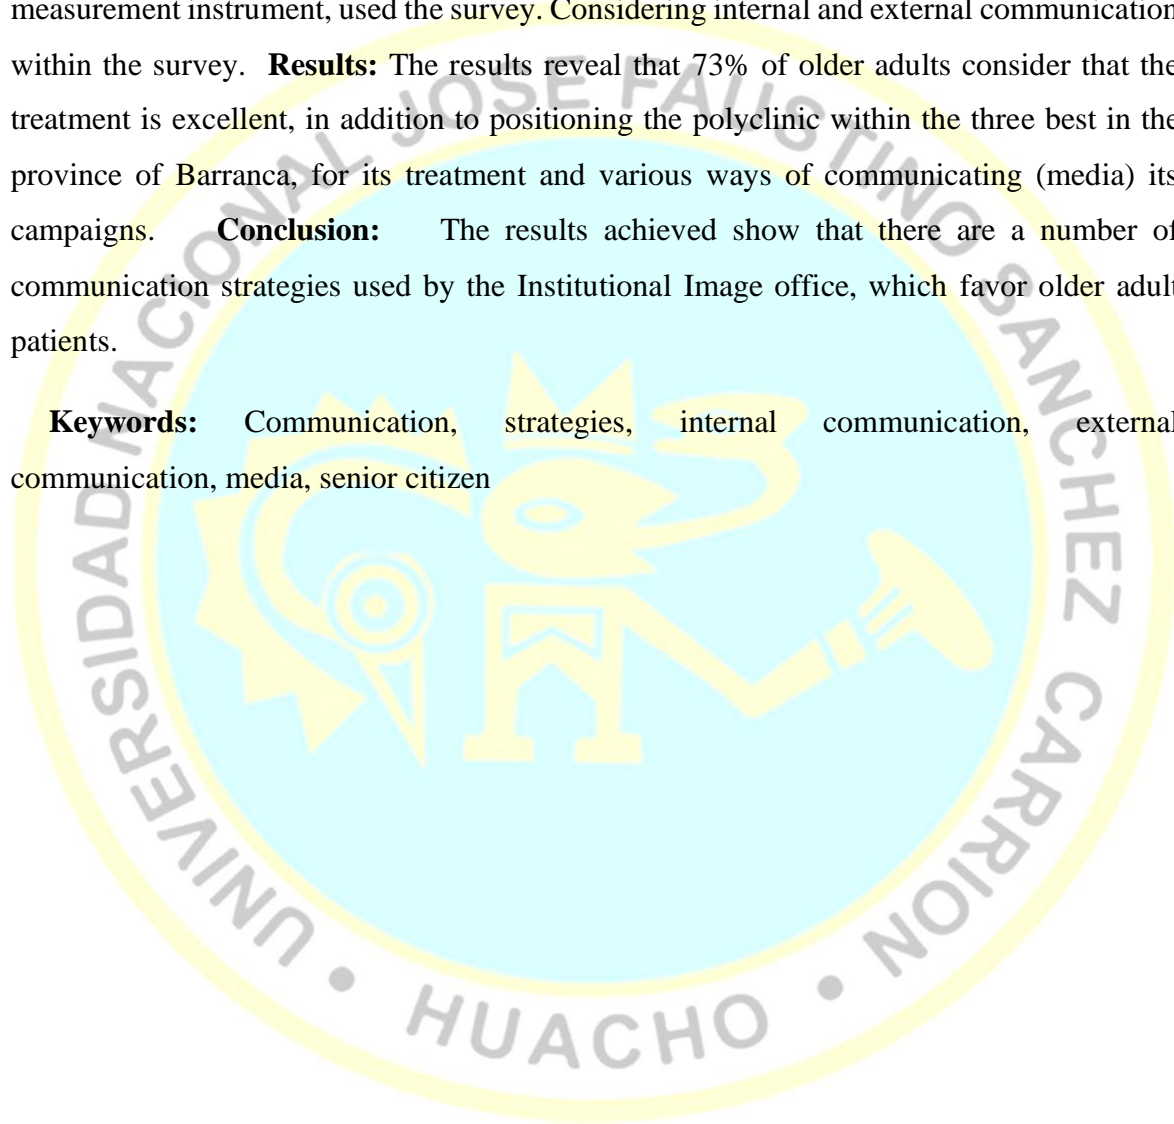 measurement instrument, used the survey. Considering internal and external communication
within the survey. Results: The results reveal that 73% of older adults consider that the
treatment is excellent, in addition to positioning the polyclinic within the three best in the
province of Barranca, for its treatment and various ways of communicating (media) its
campaigns. Conclusion: The results achieved show that there are a number of
communication strategies used by the Institutional Image office, which favor older adult
patients.
Keywords: Communication, strategies, internal communication, external
communication, media, senior citizen
UNIVERSIDAD NACIONAL JOSE FAUSTINO SANCHEZ CARRION
• HUACHO •